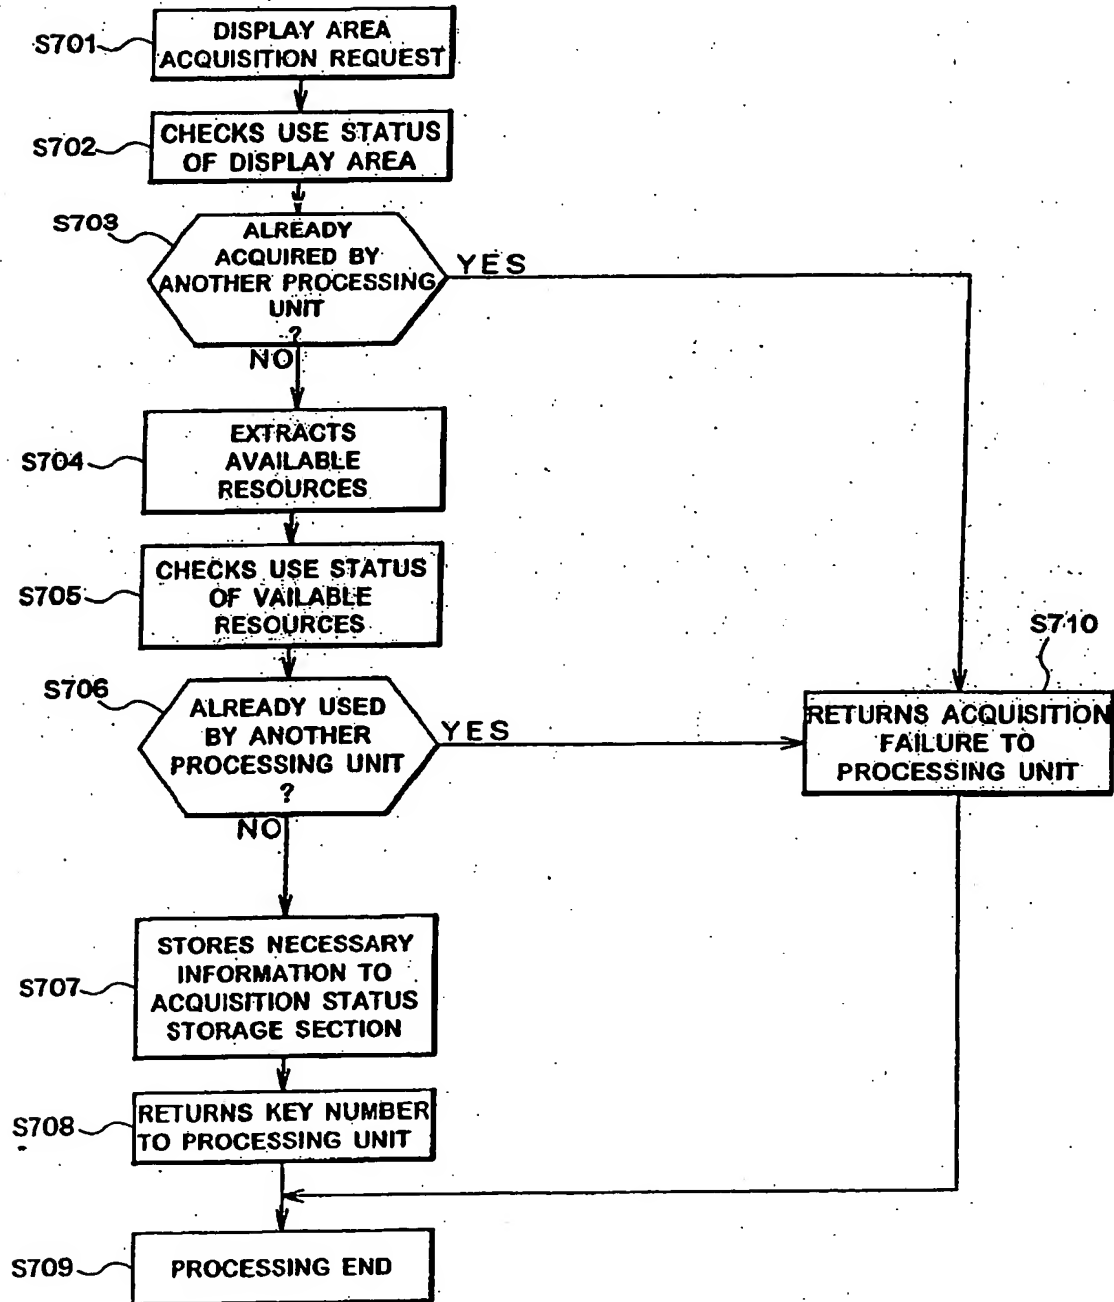 S701
DISPLAY AREA
ACQUISITION REQUEST
S702
CHECKS USE STATUS
OF DISPLAY AREA
S703
ALREADY
ACQUIRED BY
ANOTHER PROCESSING
UNIT
?
YES
NO
S704
EXTRACTS
AVAILABLE
RESOURCES
S705
CHECKS USE STATUS
OF VAILABLE
RESOURCES
S706
ALREADY USED
BY ANOTHER
PROCESSING UNIT
?
YES
NO
S710
RETURNS ACQUISITION
FAILURE TO
PROCESSING UNIT
S707
STORES NECESSARY
INFORMATION TO
ACQUISITION STATUS
STORAGE SECTION
S708
RETURNS KEY NUMBER
TO PROCESSING UNIT
S709
PROCESSING END